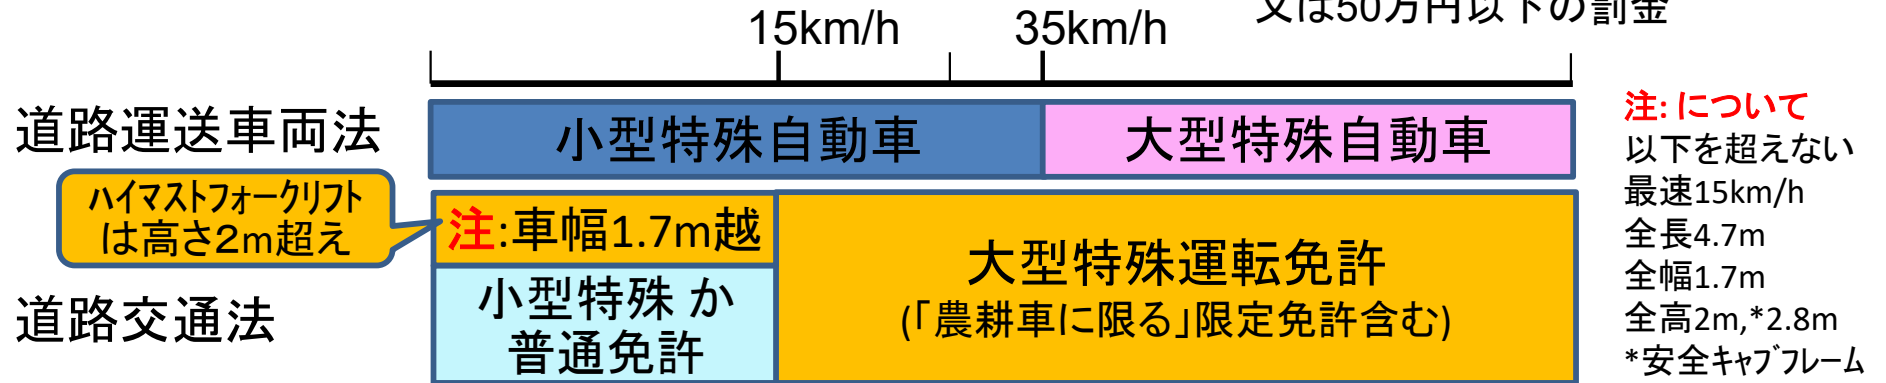 又は50万円以下の罰金
15km/h
35km/h
道路運送車両法
小型特殊自動車
大型特殊自動車
ﾊｲﾏｽﾄﾌｫｰｸﾘﾌﾄ
は高さ２m超え
注:車幅1.7m越
道路交通法
小型特殊 か
普通免許
大型特殊運転免許
(｢農耕車に限る｣限定免許含む)
注: について
以下を超えない
最速15km/h
全長4.7m
全幅1.7m
全高2m,*2.8m
*安全ｷｬﾌﾞﾌﾚｰﾑ